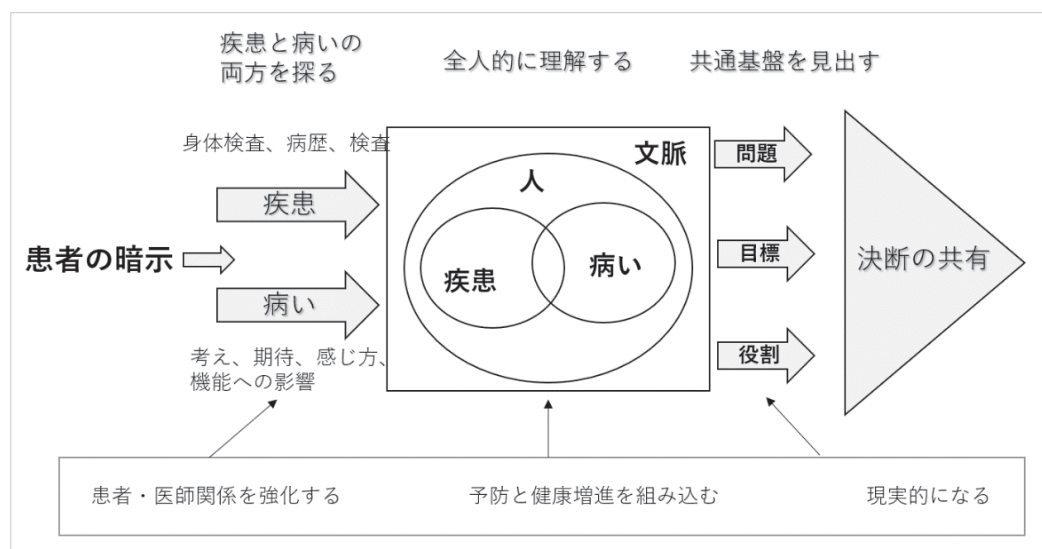 疾患と病いの
両方を探る
全人的に理解する
共通基盤を見出す
身体検査、病歴、検査
疾患
患者の暗示
病い
考え、期待、感じ方、
機能への影響
文脈
人
疾患
病い
問題
目標
役割
決断の共有
患者・医師関係を強化する
予防と健康増進を組み込む
現実的になる